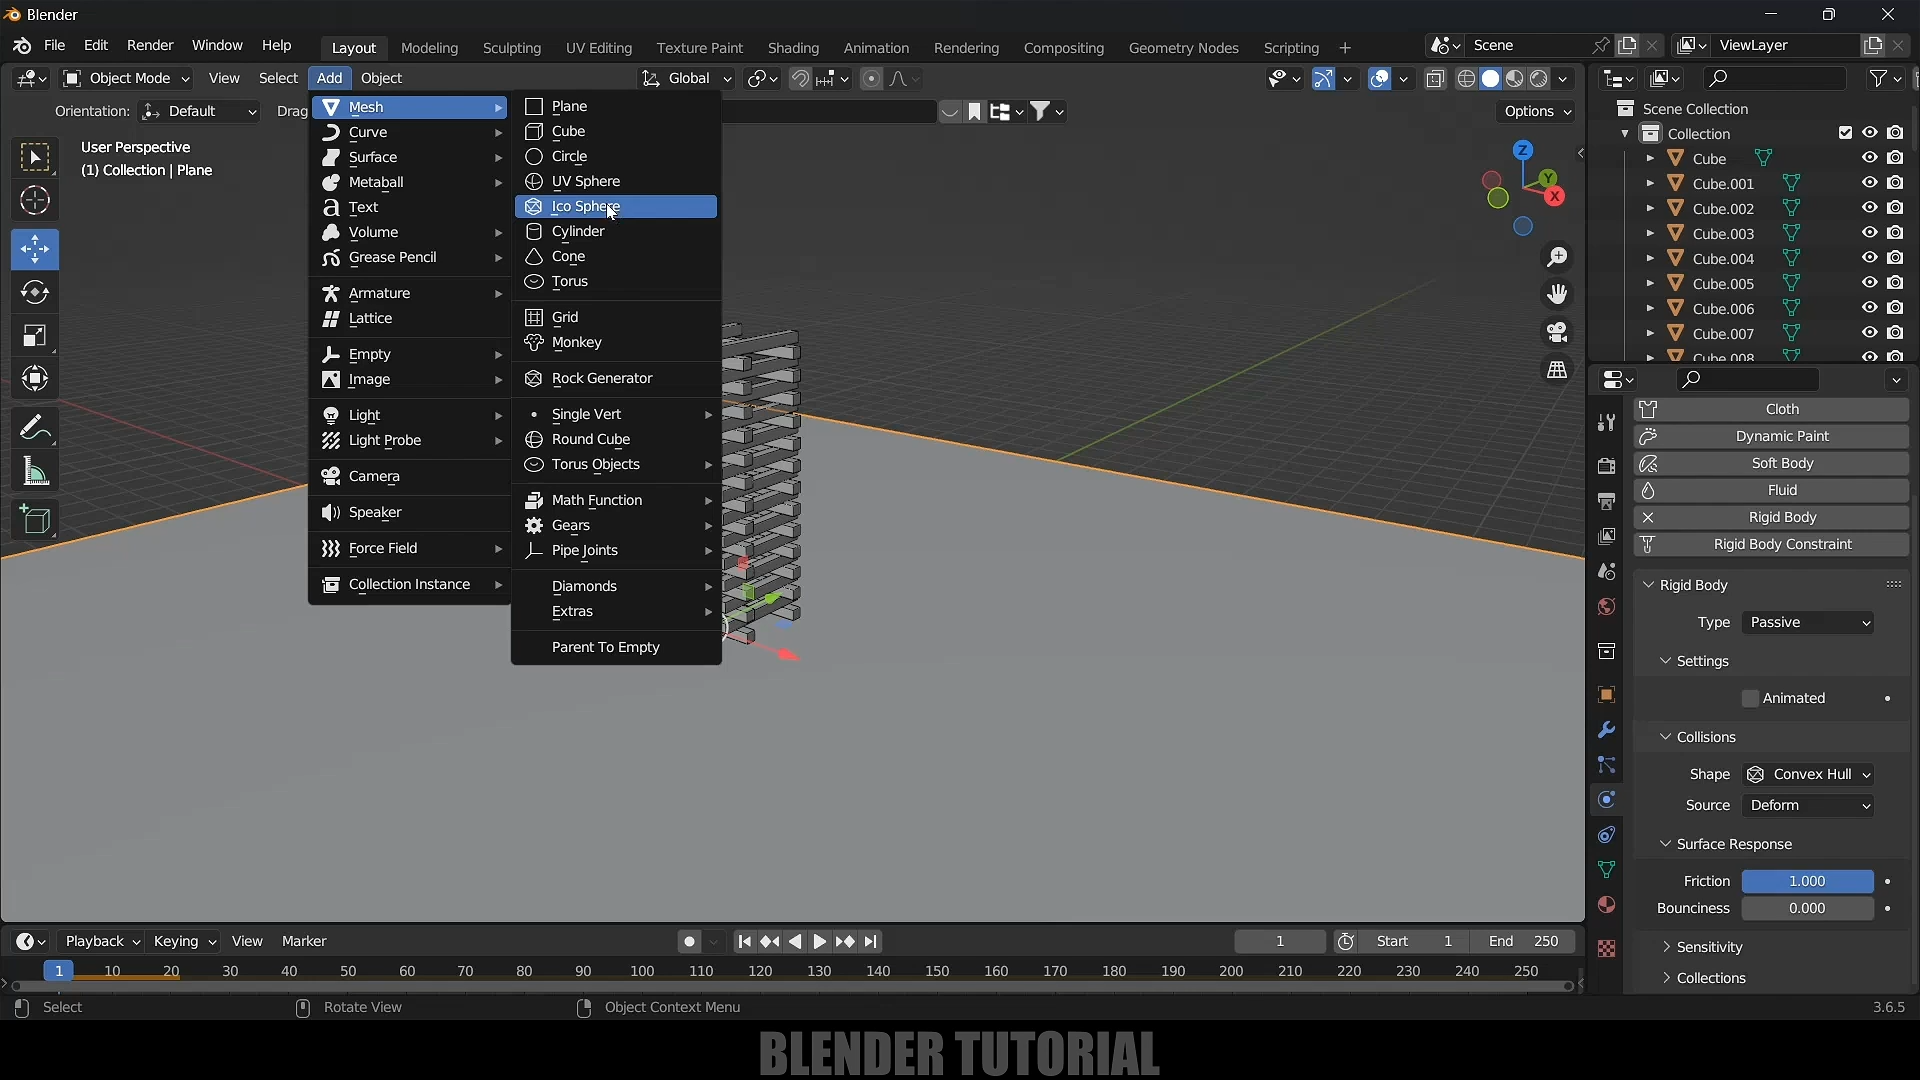 Blender
File Edit Render Window Help Layout Modeling Sculpting UV Editing Texture Paint Shading Animation Rendering Compositing Geometry Nodes Scripting + Scene ViewLayer
Object Mode View Select Add Object Global
Orientation: Default Drag Options
User Perspective
(1) Collection | Plane
Mesh
Curve
Surface
Metaball
Text
Volume
Grease Pencil
Armature
Lattice
Empty
Image
Light
Light Probe
Camera
Speaker
Force Field
Collection Instance
Plane
Cube
Circle
UV Sphere
Ico Sphere
Cylinder
Cone
Torus
Grid
Monkey
Rock Generator
Single Vert
Round Cube
Torus Objects
Math Function
Gears
Pipe Joints
Diamonds
Extras
Parent To Empty
Z
Y
X
Scene Collection
Collection
Cube
Cube.001
Cube.002
Cube.003
Cube.004
Cube.005
Cube.006
Cube.007
Cube.008
Cloth
Dynamic Paint
Soft Body
Fluid
Rigid Body
Rigid Body Constraint
Rigid Body
Type Passive
Settings
Animated
Collisions
Shape Convex Hull
Source Deform
Surface Response
Friction 1.000
Bounciness 0.000
Sensitivity
Collections
Playback Keying View Marker 1 Start 1 End 250
1 10 20 30 40 50 60 70 80 90 100 110 120 130 140 150 160 170 180 190 200 210 220 230 240 250
Select Rotate View Object Context Menu 3.6.5
BLENDER TUTORIAL